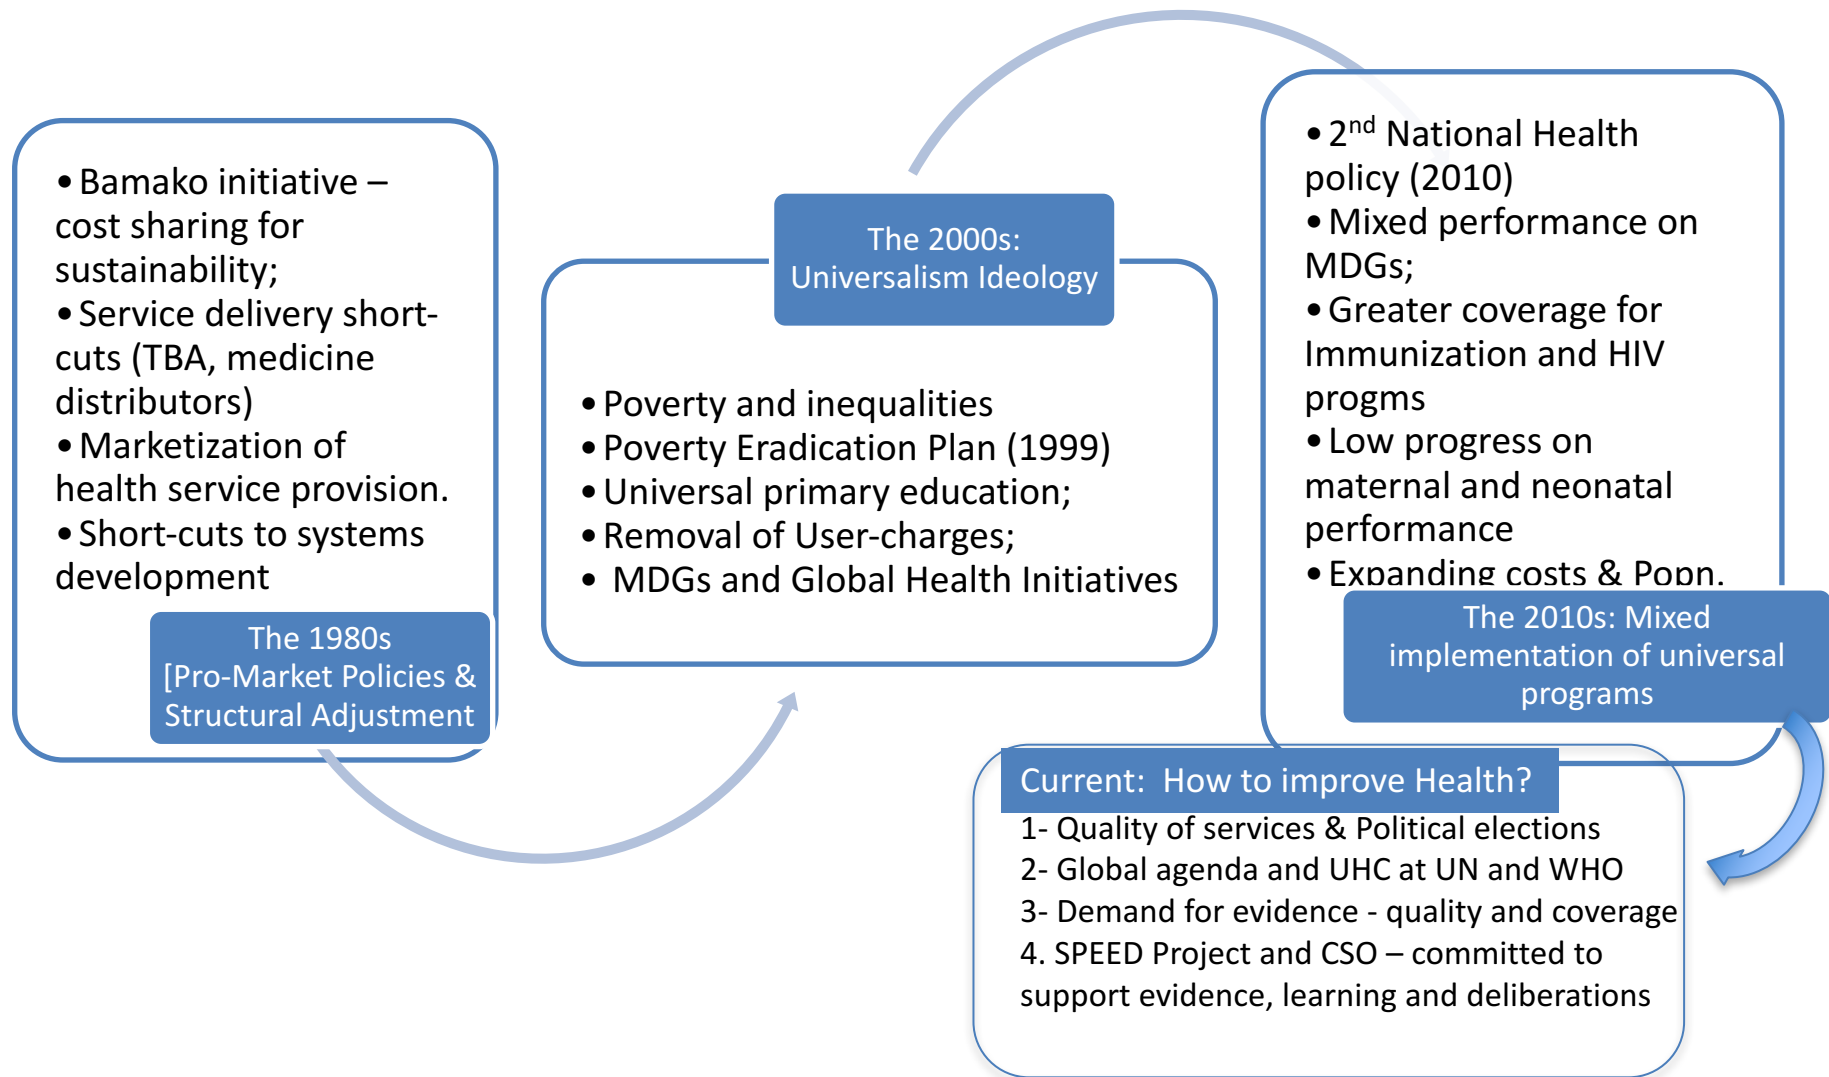 • Bamako initiative –
cost sharing for
sustainability;
• Service delivery short-
cuts (TBA, medicine
distributors)
• Marketization of
health service provision.
• Short-cuts to systems
development
The 1980s
[Pro-Market Policies &
Structural Adjustment
The 2000s:
Universalism Ideology
• Poverty and inequalities
• Poverty Eradication Plan (1999)
• Universal primary education;
• Removal of User-charges;
• MDGs and Global Health Initiatives
• 2nd National Health
policy (2010)
• Mixed performance on
MDGs;
• Greater coverage for
Immunization and HIV
progms
• Low progress on
maternal and neonatal
performance
• Expanding costs & Popn.
The 2010s: Mixed
implementation of universal
programs
Current: How to improve Health?
1- Quality of services & Political elections
2- Global agenda and UHC at UN and WHO
3- Demand for evidence - quality and coverage
4. SPEED Project and CSO – committed to
support evidence, learning and deliberations